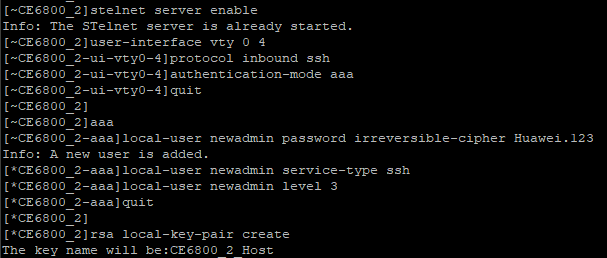 [~CE6800_2]stelnet server enable
Info: The STelnet server is already started.
[~CE6800_2]user-interface vty 0 4
[~CE6800_2-ui-vty0-4]protocol inbound ssh
[~CE6800_2-ui-vty0-4]authentication-mode aaa
[~CE6800_2-ui-vty0-4]quit
[~CE6800_2]
[~CE6800_2]aaa
[~CE6800_2-aaa]local-user newadmin password irreversible-cipher Huawei.123
Info: A new user is added.
[*CE6800_2-aaa]local-user newadmin service-type ssh
[*CE6800_2-aaa]local-user newadmin level 3
[*CE6800_2-aaa]quit
[*CE6800_2]
[*CE6800_2]rsa local-key-pair create
The key name will be:CE6800_2_Host